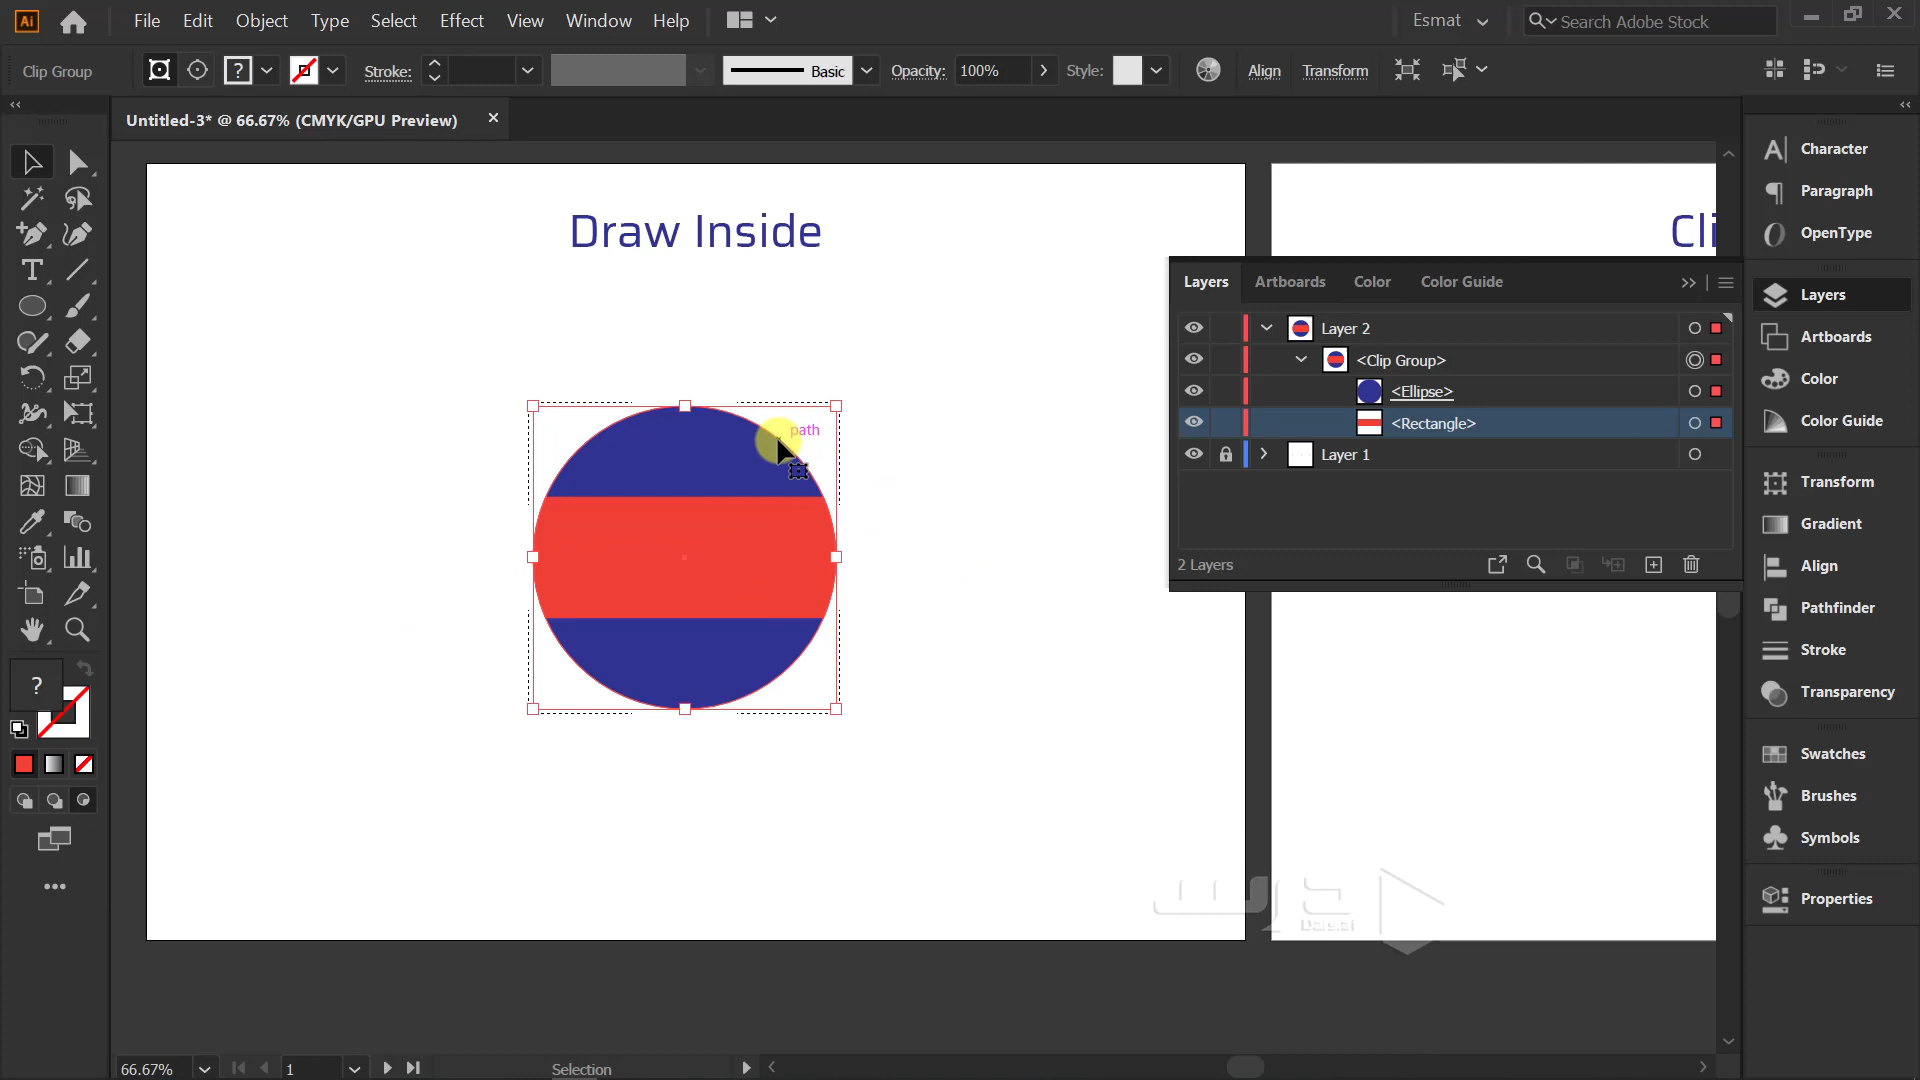 Ai File Edit Object Type Select Effect View Window Help Esmat Search Adobe Stock
Clip Group ? Stroke: Basic Opacity: 100% Style: Align Transform
Untitled-3* @ 66.67% (CMYK/GPU Preview)
Draw Inside
Cli
path
Layers Artboards Color Color Guide
Layer 2
<Clip Group>
<Ellipse>
<Rectangle>
Layer 1
2 Layers
Character
Paragraph
OpenType
Layers
Artboards
Color
Color Guide
Transform
Gradient
Align
Pathfinder
Stroke
Transparency
Swatches
Brushes
Symbols
Properties
?
66.67% 1 Selection